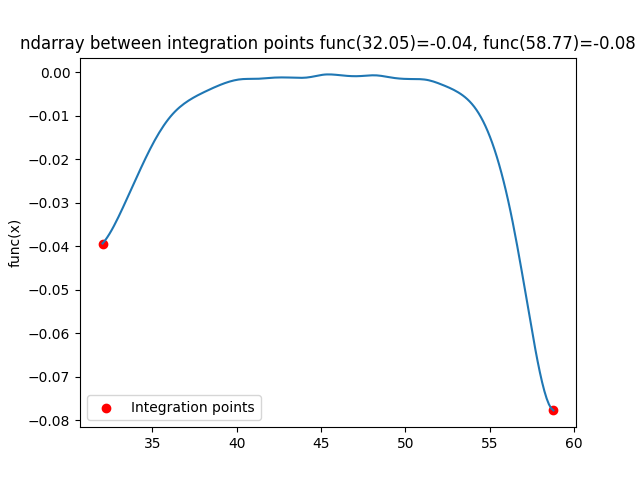 ndarray between integration points func(32.05)=-0.04, func(58.77)=-0.08
0.00
−0.01
−0.02
−0.03
−0.04
−0.05
−0.06
−0.07
−0.08
func(x)
Integration points
35 40 45 50 55 60